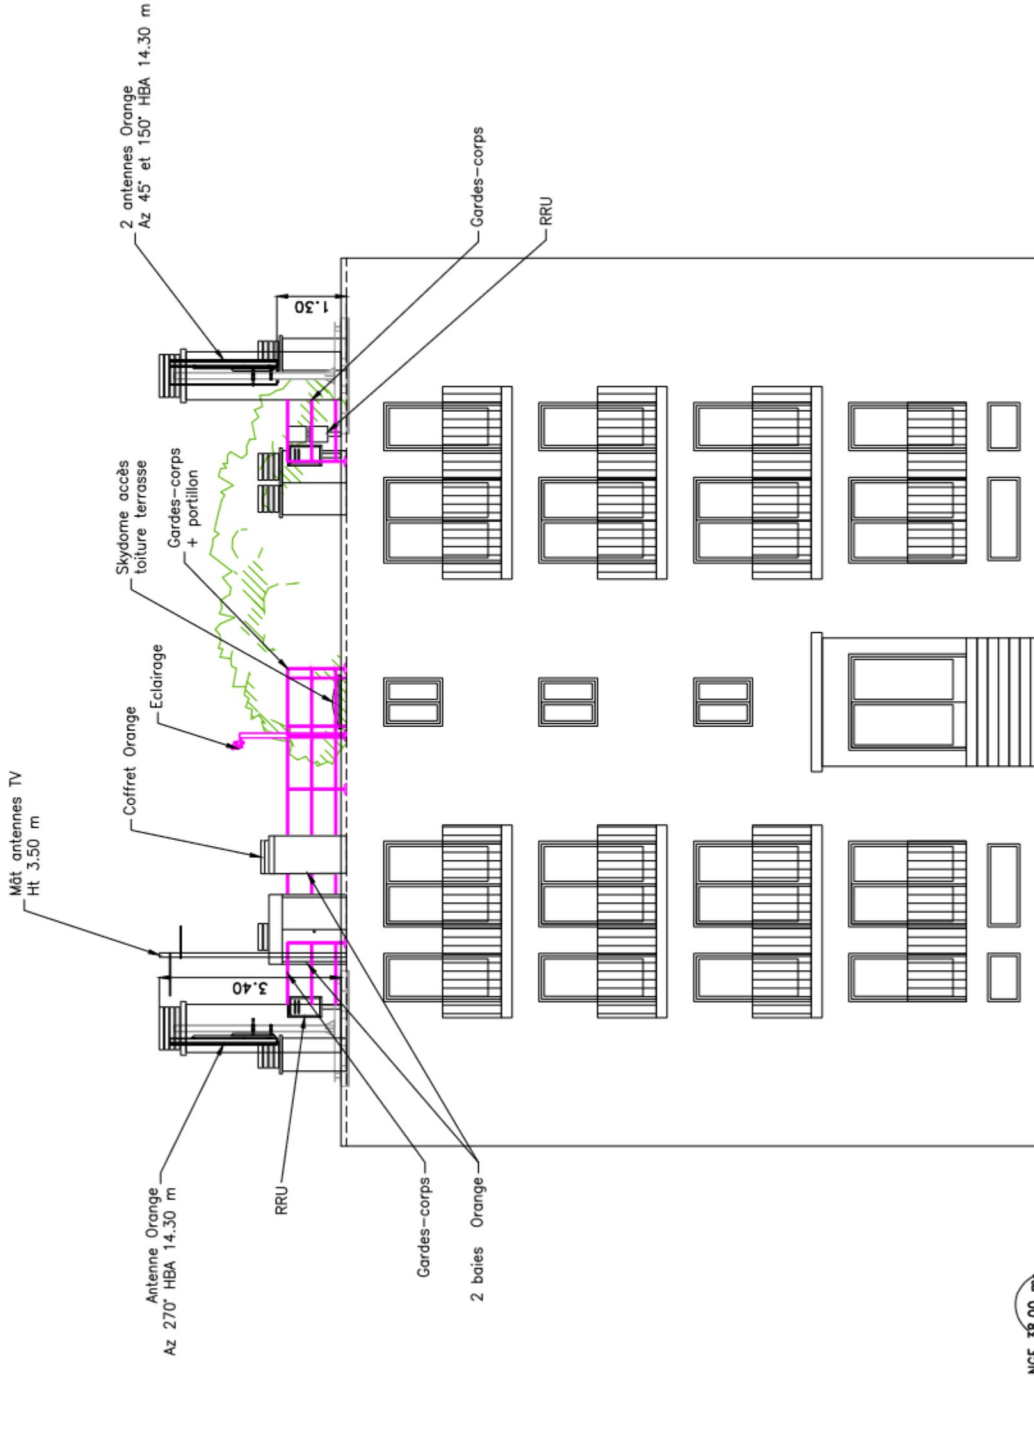 Mât antennes TV
Ht 3.50 m
2 antennes Orange
Az 45° et 150° HBA 14.30 m
Skydome accès
toiture terrasse
Gardes-corps
+ portillon
Eclairage
Coffret Orange
Antenne Orange
Az 270° HBA 14.30 m
RRU
Gardes-corps
2 baies Orange
Gardes-corps
RRU
3.40
1.30